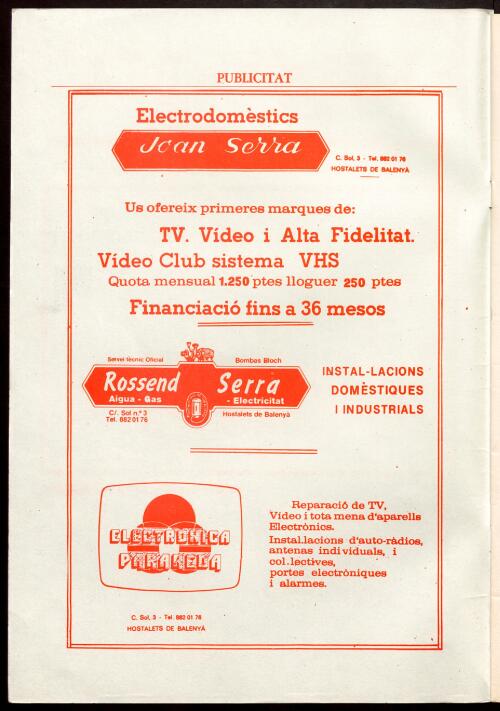 PUBLICITAT
Electrodomèstics
Joan Serra
C. Sol, 3 - Tel. 882 01 76
HOSTALETS DE BALENYÀ
Us ofereix primeres marques de:
TV. Vídeo i Alta Fidelitat.
Vídeo Club sistema VHS
Quota mensual 1.250 ptes lloguer 250 ptes
Financiació fins a 36 mesos
Servei tècnic Oficial
Bombas Bloch
Rossend Serra
Aigua - Gas - Electricitat
C/. Sol n.º 3
Tel. 882 01 76
Hostalets de Balenyà
INSTAL-LACIONS
DOMÈSTIQUES
I INDUSTRIALS
ELECTRONICA
Reparació de TV,
Vídeo i tota mena d'aparells
Electrònics.
Instal.lacions d'auto-ràdios,
antenas individuals, i
col.lectives,
portes electròniques
i alarmes.
C. Sol, 3 - Tel. 882 01 76
HOSTALETS DE BALENYÀ